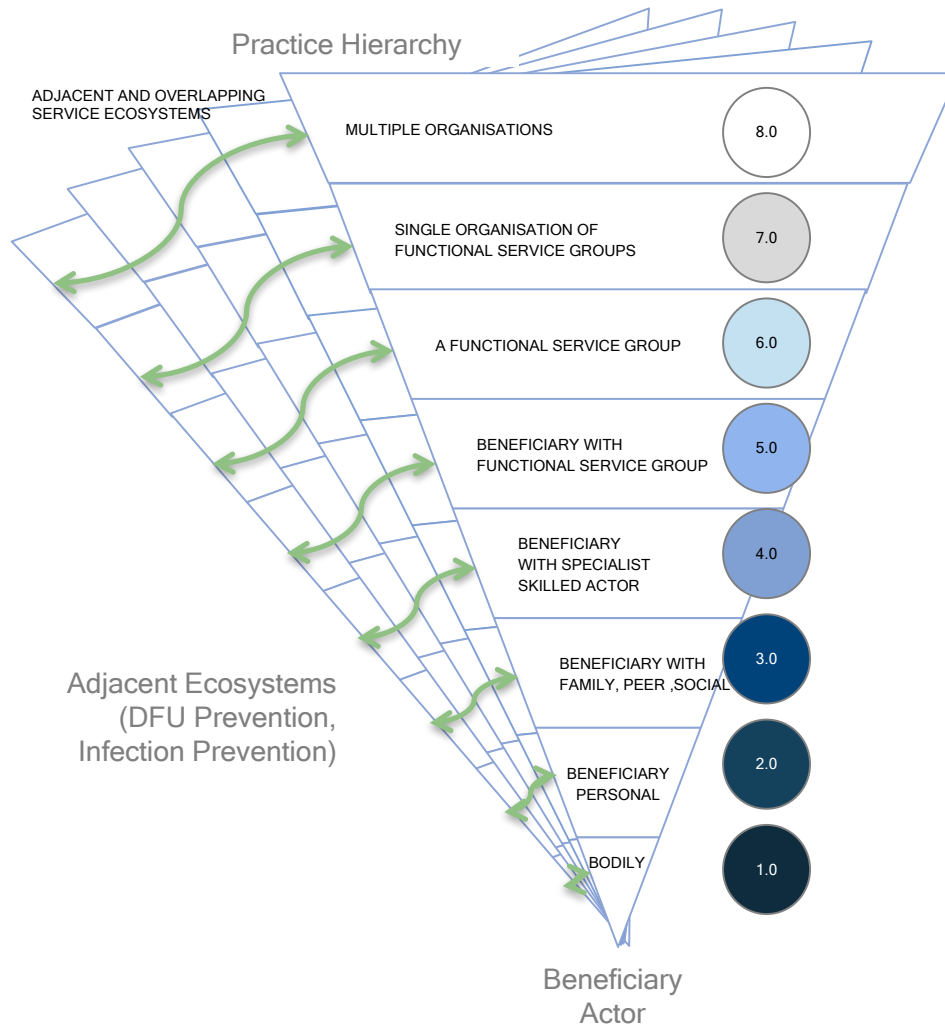 Practice Hierarchy
ADJACENT AND OVERLAPPING
SERVICE ECOSYSTEMS
MULTIPLE ORGANISATIONS
8.0
SINGLE ORGANISATION OF
FUNCTIONAL SERVICE GROUPS
7.0
A FUNCTIONAL SERVICE GROUP
6.0
BENEFICIARY WITH
FUNCTIONAL SERVICE GROUP
5.0
BENEFICIARY
WITH SPECIALIST
SKILLED ACTOR
4.0
BENEFICIARY WITH
FAMILY, PEER ,SOCIAL
3.0
Adjacent Ecosystems
(DFU Prevention,
Infection Prevention)
BENEFICIARY
PERSONAL
2.0
BODILY
1.0
Beneficiary
Actor